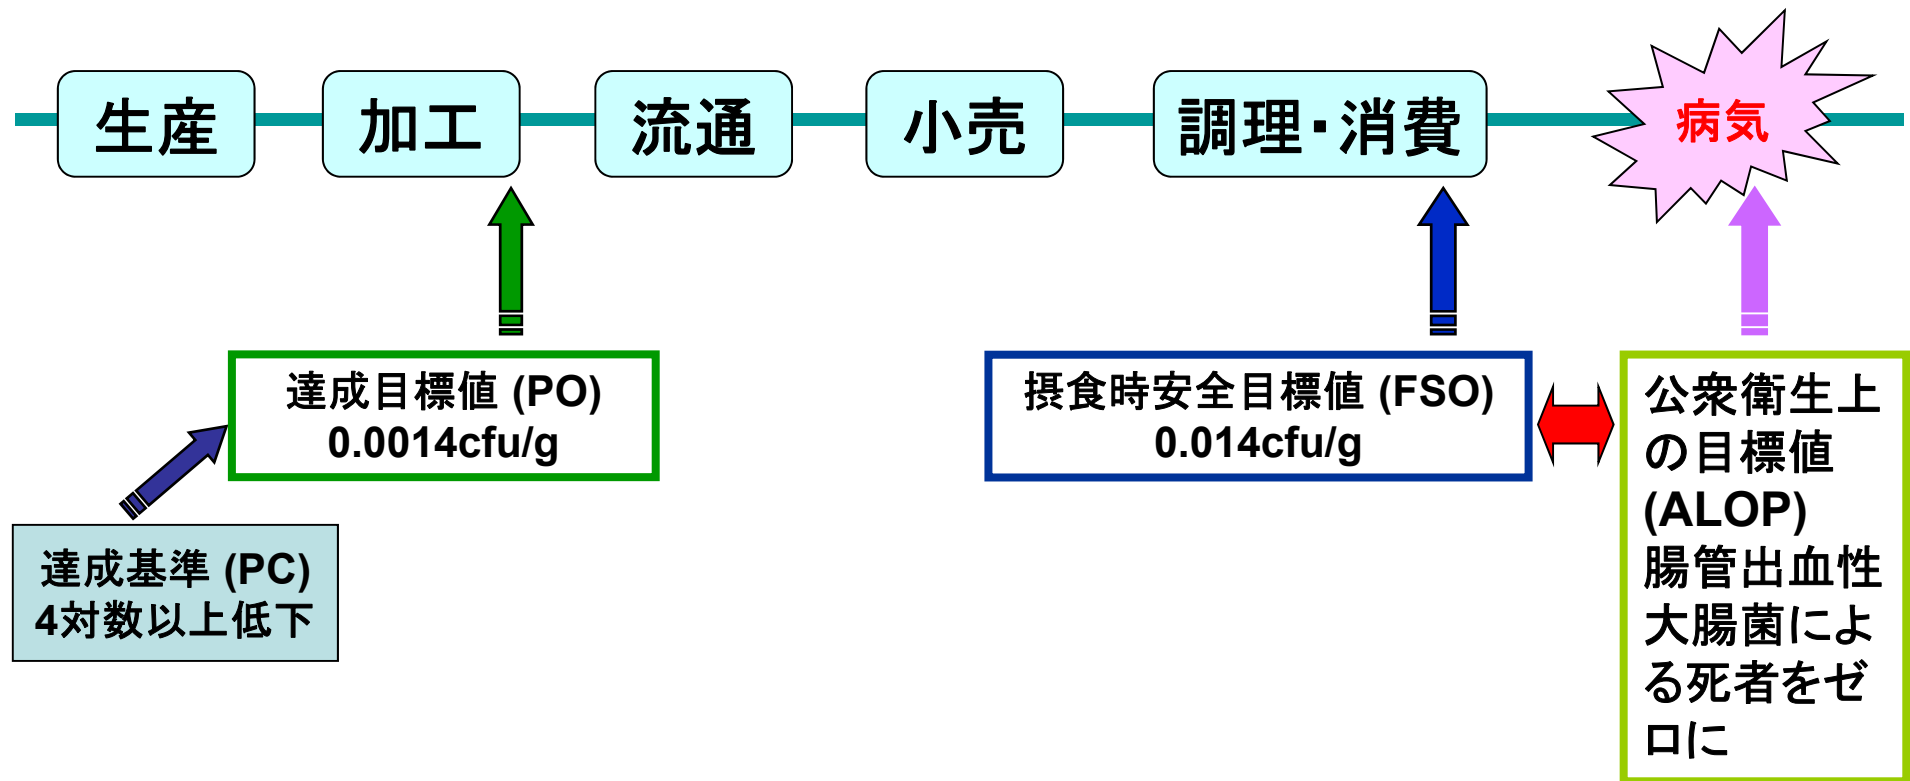 生産
加工
流通
小売
調理・消費
病気
達成目標値 (PO)
0.0014cfu/g
摂食時安全目標値 (FSO)
0.014cfu/g
公衆衛生上
の目標値
(ALOP)
腸管出血性
大腸菌によ
る死者をゼ
ロに
達成基準 (PC)
4対数以上低下